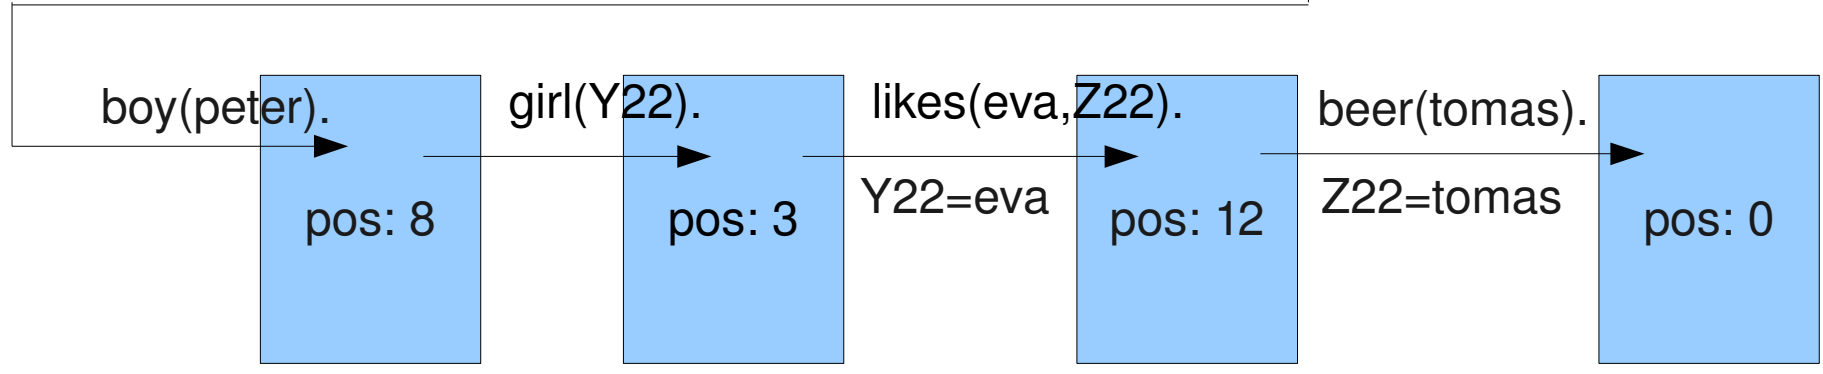 boy(peter).
girl(Y22).
likes(eva,Z22).
beer(tomas).
Y22=eva
Z22=tomas
pos: 8
pos: 3
pos: 12
pos: 0